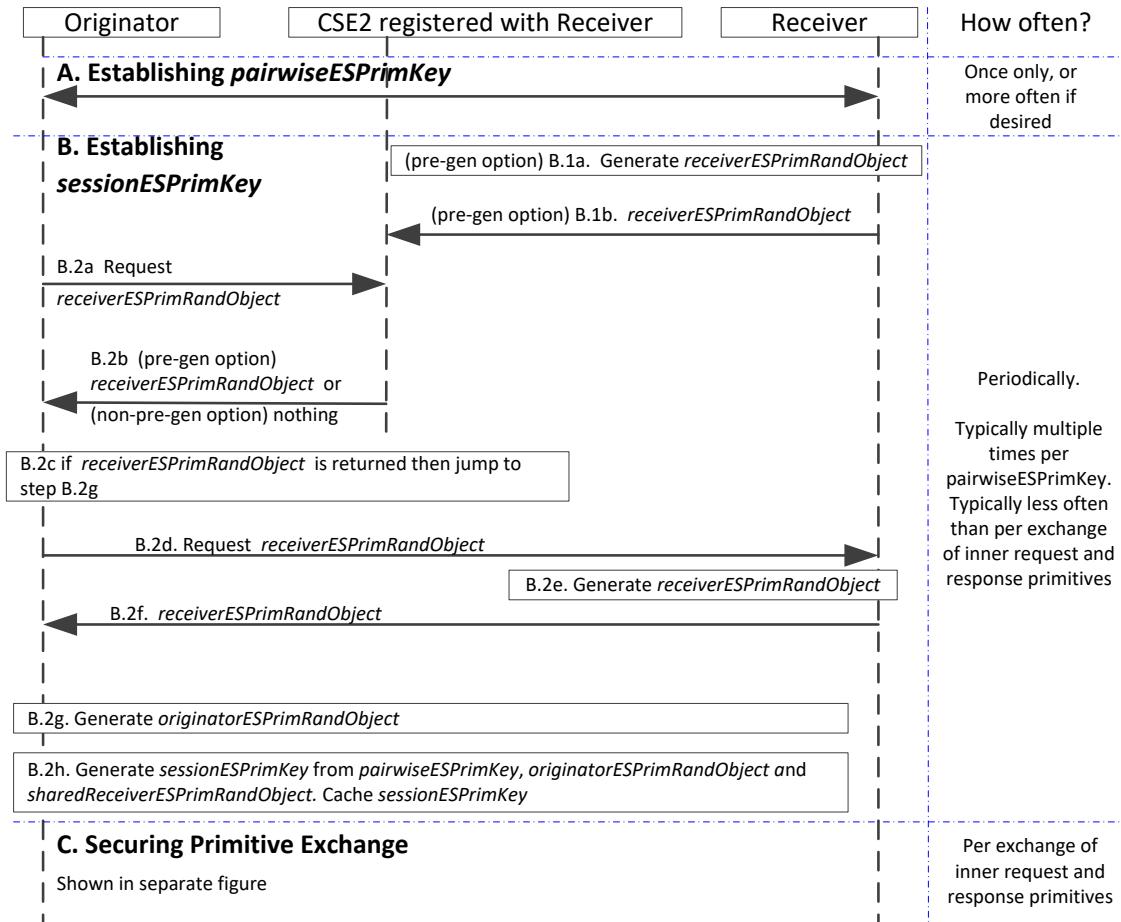 Originator
CSE2 registered with Receiver
Receiver
How often?
A. Establishing pairwiseESPrimKey
Once only, or
more often if
desired
B. Establishing
sessionESPrimKey
(pre-gen option) B.1a. Generate receiverESPrimRandObject
(pre-gen option) B.1b. receiverESPrimRandObject
B.2a Request
receiverESPrimRandObject
B.2b (pre-gen option)
receiverESPrimRandObject or
(non-pre-gen option) nothing
B.2c if receiverESPrimRandObject is returned then jump to
step B.2g
B.2d. Request receiverESPrimRandObject
B.2e. Generate receiverESPrimRandObject
B.2f. receiverESPrimRandObject
B.2g. Generate originatorESPrimRandObject
B.2h. Generate sessionESPrimKey from pairwiseESPrimKey, originatorESPrimRandObject and
sharedReceiverESPrimRandObject. Cache sessionESPrimKey
Periodically.
Typically multiple
times per
pairwiseESPrimKey.
Typically less often
than per exchange
of inner request and
response primitives
C. Securing Primitive Exchange
Shown in separate figure
Per exchange of
inner request and
response primitives